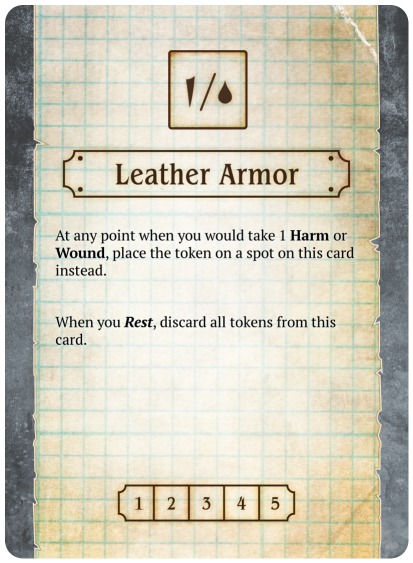 Leather Armor
At any point when you would take 1 Harm or
Wound, place the token on a spot on this card
instead.
When you Rest, discard all tokens from this
card.
1 2 3 4 5